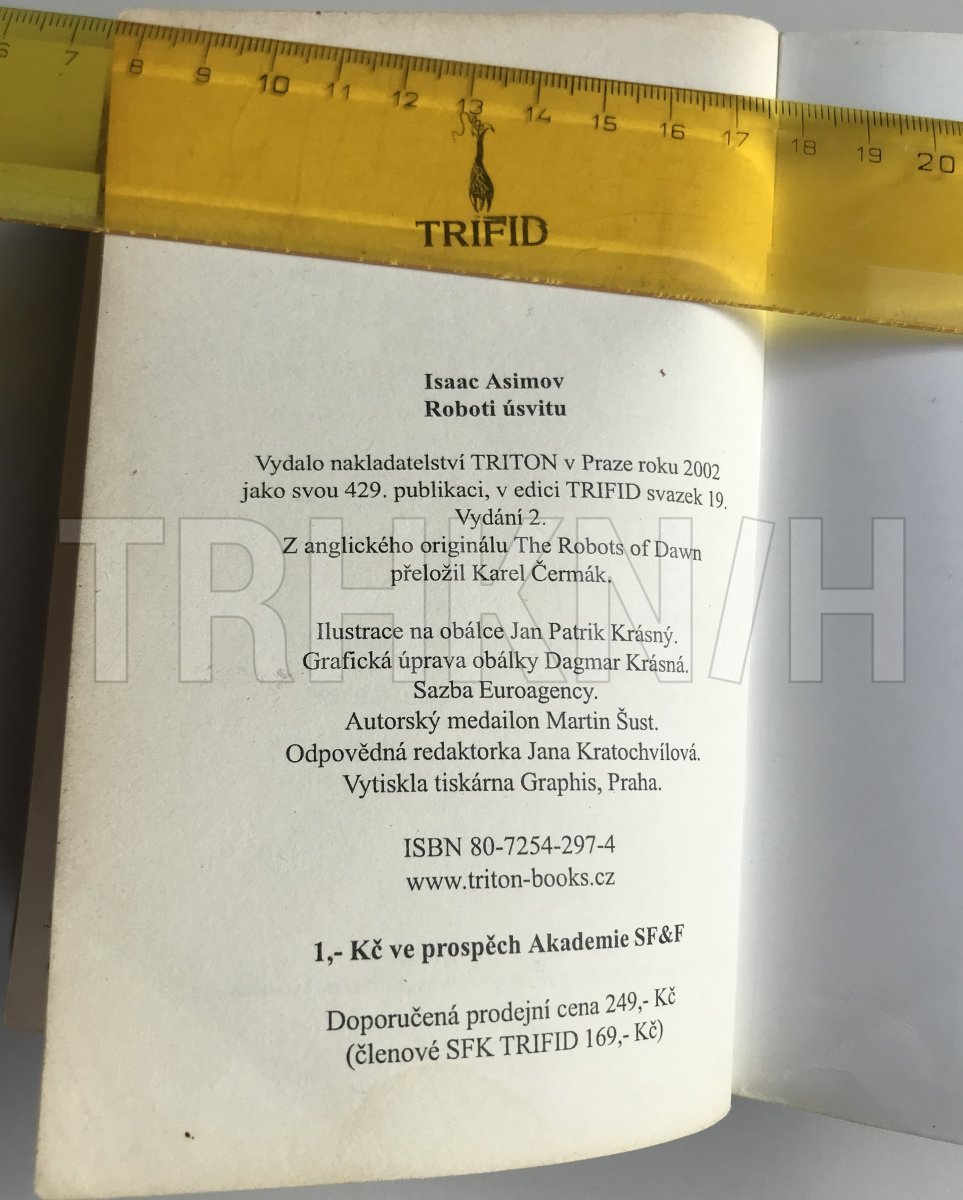 6 7 8 9 10 11 12 13 14 15 16 17 18 19 20
TRIFID
Isaac Asimov
Roboti úsvitu
Vydalo nakladatelství TRITON v Praze roku 2002
jako svou 429. publikaci, v edici TRIFID svazek 19.
Vydání 2.
Z anglického originálu The Robots of Dawn
přeložil Karel Čermák.
TRHKN/H
Ilustrace na obálce Jan Patrik Krásný.
Grafická úprava obálky Dagmar Krásná.
Sazba Euroagency.
Autorský medailon Martin Šust.
Odpovědná redaktorka Jana Kratochvílová.
Vytiskla tiskárna Graphis, Praha.
ISBN 80-7254-297-4
www.triton-books.cz
1,- Kč ve prospěch Akademie SF&F
Doporučená prodejní cena 249,- Kč
(členové SFK TRIFID 169,- Kč)